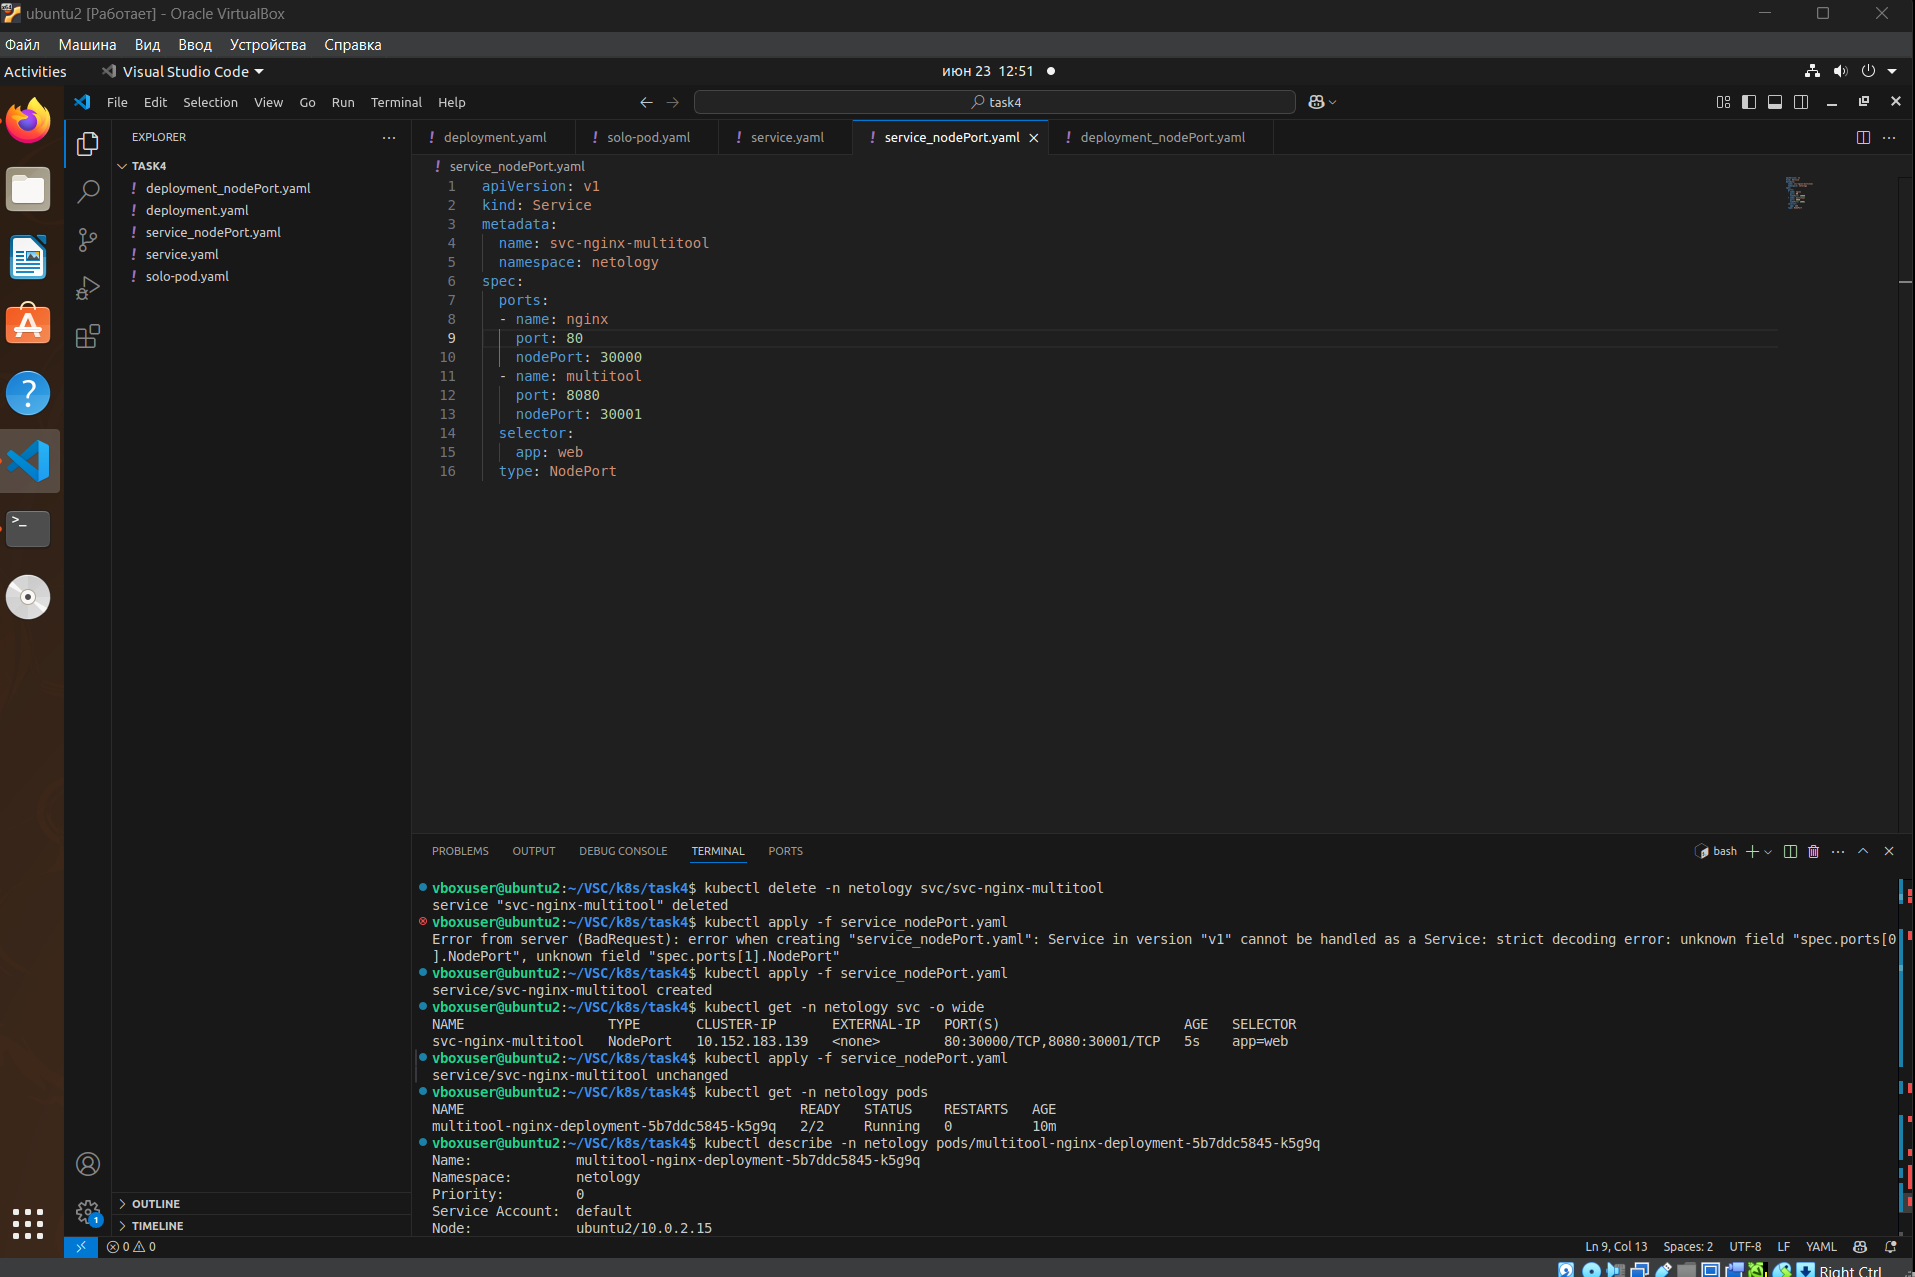 ubuntu2 [Работает] - Oracle VirtualBox
Файл Машина Вид Ввод Устройства Справка
Activities Visual Studio Code июн 23 12:51
File Edit Selection View Go Run Terminal Help task4
EXPLORER
deployment.yaml solo-pod.yaml service.yaml service_nodePort.yaml deployment_nodePort.yaml
TASK4
deployment_nodePort.yaml
deployment.yaml
service_nodePort.yaml
service.yaml
solo-pod.yaml
service_nodePort.yaml
1 apiVersion: v1
2 kind: Service
3 metadata:
4 name: svc-nginx-multitool
5 namespace: netology
6 spec:
7 ports:
8 - name: nginx
9 port: 80
10 nodePort: 30000
11 - name: multitool
12 port: 8080
13 nodePort: 30001
14 selector:
15 app: web
16 type: NodePort
PROBLEMS OUTPUT DEBUG CONSOLE TERMINAL PORTS bash
vboxuser@ubuntu2:~/VSC/k8s/task4$ kubectl delete -n netology svc/svc-nginx-multitool
service "svc-nginx-multitool" deleted
vboxuser@ubuntu2:~/VSC/k8s/task4$ kubectl apply -f service_nodePort.yaml
Error from server (BadRequest): error when creating "service_nodePort.yaml": Service in version "v1" cannot be handled as a Service: strict decoding error: unknown field "spec.ports[0
].NodePort", unknown field "spec.ports[1].NodePort"
vboxuser@ubuntu2:~/VSC/k8s/task4$ kubectl apply -f service_nodePort.yaml
service/svc-nginx-multitool created
vboxuser@ubuntu2:~/VSC/k8s/task4$ kubectl get -n netology svc -o wide
NAME TYPE CLUSTER-IP EXTERNAL-IP PORT(S) AGE SELECTOR
svc-nginx-multitool NodePort 10.152.183.139 <none> 80:30000/TCP,8080:30001/TCP 5s app=web
vboxuser@ubuntu2:~/VSC/k8s/task4$ kubectl apply -f service_nodePort.yaml
service/svc-nginx-multitool unchanged
vboxuser@ubuntu2:~/VSC/k8s/task4$ kubectl get -n netology pods
NAME READY STATUS RESTARTS AGE
multitool-nginx-deployment-5b7ddc5845-k5g9q 2/2 Running 0 10m
vboxuser@ubuntu2:~/VSC/k8s/task4$ kubectl describe -n netology pods/multitool-nginx-deployment-5b7ddc5845-k5g9q
Name: multitool-nginx-deployment-5b7ddc5845-k5g9q
Namespace: netology
Priority: 0
Service Account: default
Node: ubuntu2/10.0.2.15
OUTLINE
TIMELINE
1
0 0 Ln 9, Col 13 Spaces: 2 UTF-8 LF YAML
Right Ctrl